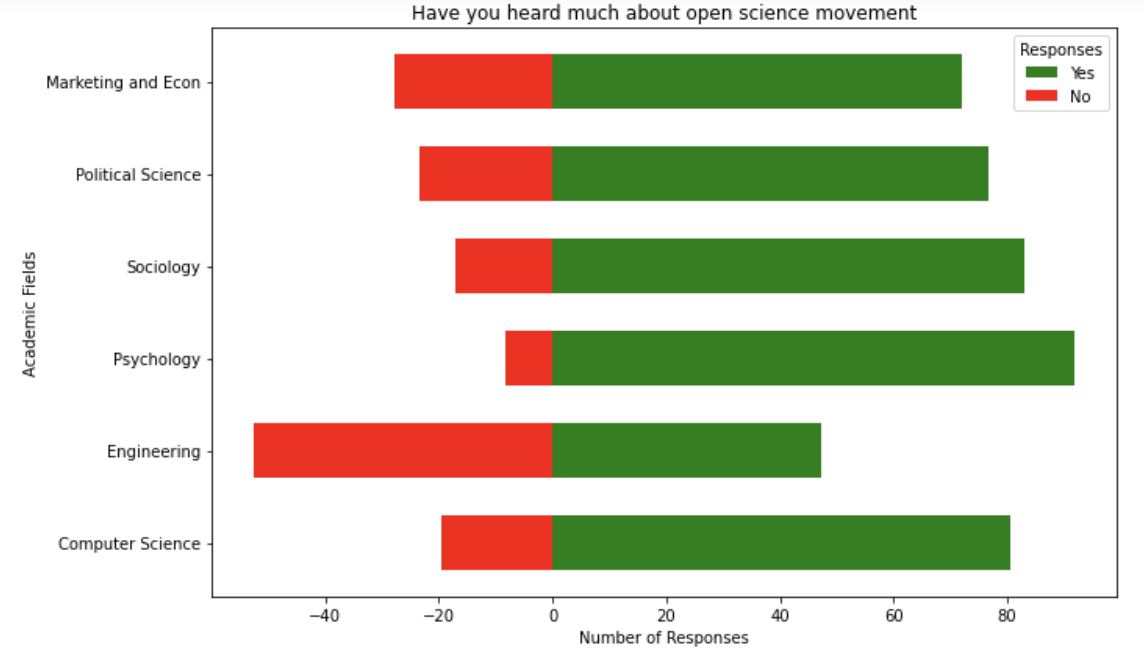 Have you heard much about open science movement
Responses
Yes
No
Marketing and Econ
Political Science
Sociology
Psychology
Engineering
Computer Science
Academic Fields
−40 −20 0 20 40 60 80
Number of Responses